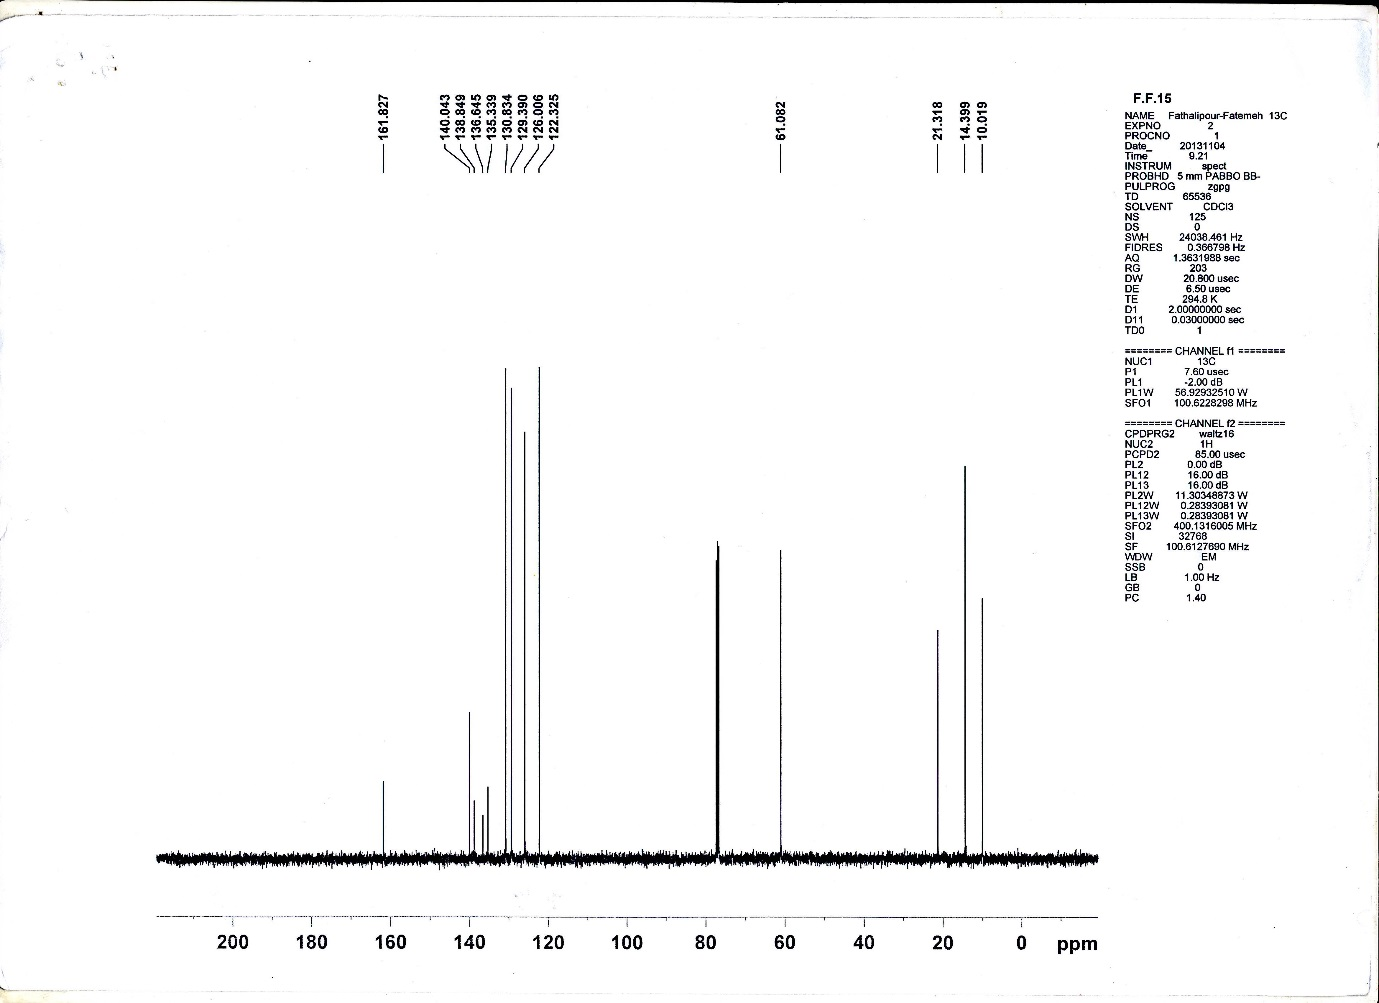 161.827
140.043
138.849
136.645
135.339
130.834
129.390
126.006
122.325
61.082
21.318
14.399
10.019
F.F.15
NAME Fathalipour-Fatemeh 13C
EXPNO 2
PROCNO 1
Date_ 20131104
Time 9.21
INSTRUM spect
PROBHD 5 mm PABBO BB-
PULPROG zgpg
TD 65536
SOLVENT CDCl3
NS 125
DS 0
SWH 24038.461 Hz
FIDRES 0.366798 Hz
AQ 1.3631988 sec
RG 203
DW 20.800 usec
DE 6.50 usec
TE 294.8 K
D1 2.00000000 sec
D11 0.03000000 sec
TD0 1
======== CHANNEL f1 ========
NUC1 13C
P1 7.60 usec
PL1 -2.00 dB
PL1W 56.92932510 W
SFO1 100.6228298 MHz
======== CHANNEL f2 ========
CPDPRG2 waltz16
NUC2 1H
PCPD2 85.00 usec
PL2 0.00 dB
PL12 16.00 dB
PL13 16.00 dB
PL2W 11.30348873 W
PL12W 0.28393081 W
PL13W 0.28393081 W
SFO2 400.1316005 MHz
SI 32768
SF 100.6127690 MHz
WDW EM
SSB 0
LB 1.00 Hz
GB 0
PC 1.40
200 180 160 140 120 100 80 60 40 20 0 ppm